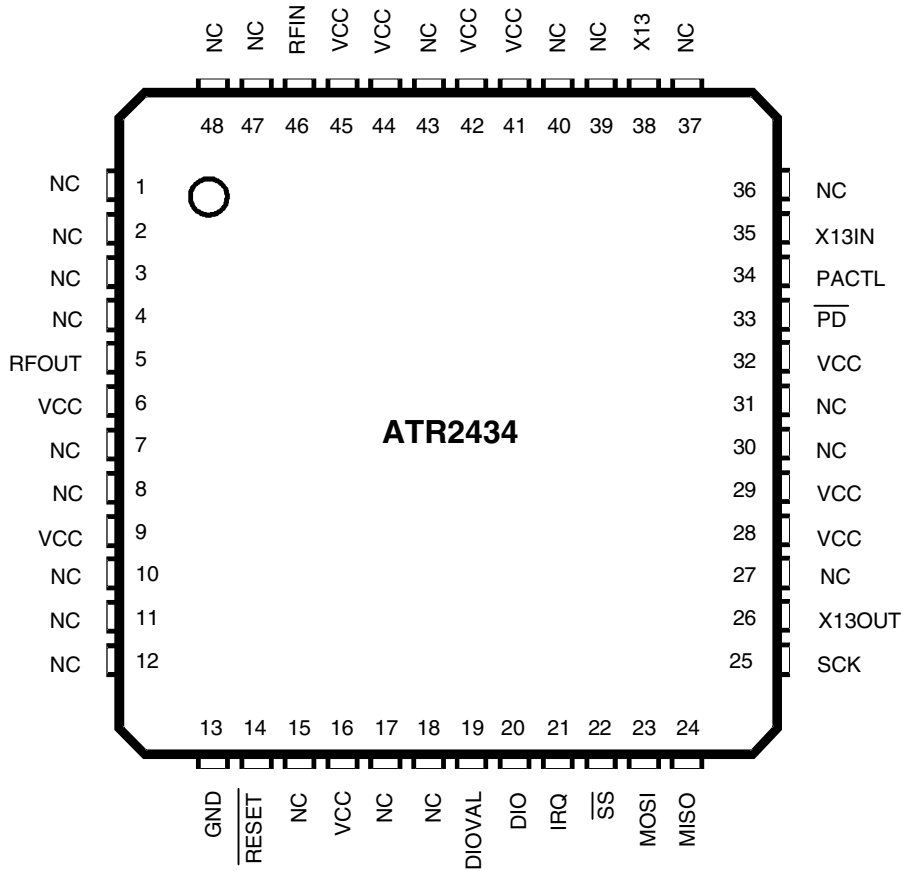 NC NC RFIN VCC VCC NC VCC VCC NC NC X13 NC
48 47 46 45 44 43 42 41 40 39 38 37
NC 1 36 NC
NC 2 35 X13IN
NC 3 34 PACTL
NC 4 33 PD
RFOUT 5 32 VCC
VCC 6 31 NC
ATR2434
NC 7 30 NC
NC 8 29 VCC
VCC 9 28 VCC
NC 10 27 NC
NC 11 26 X13OUT
NC 12 25 SCK
13 14 15 16 17 18 19 20 21 22 23 24
GND RESET NC VCC NC NC DIOVAL DIO IRQ SS MOSI MISO